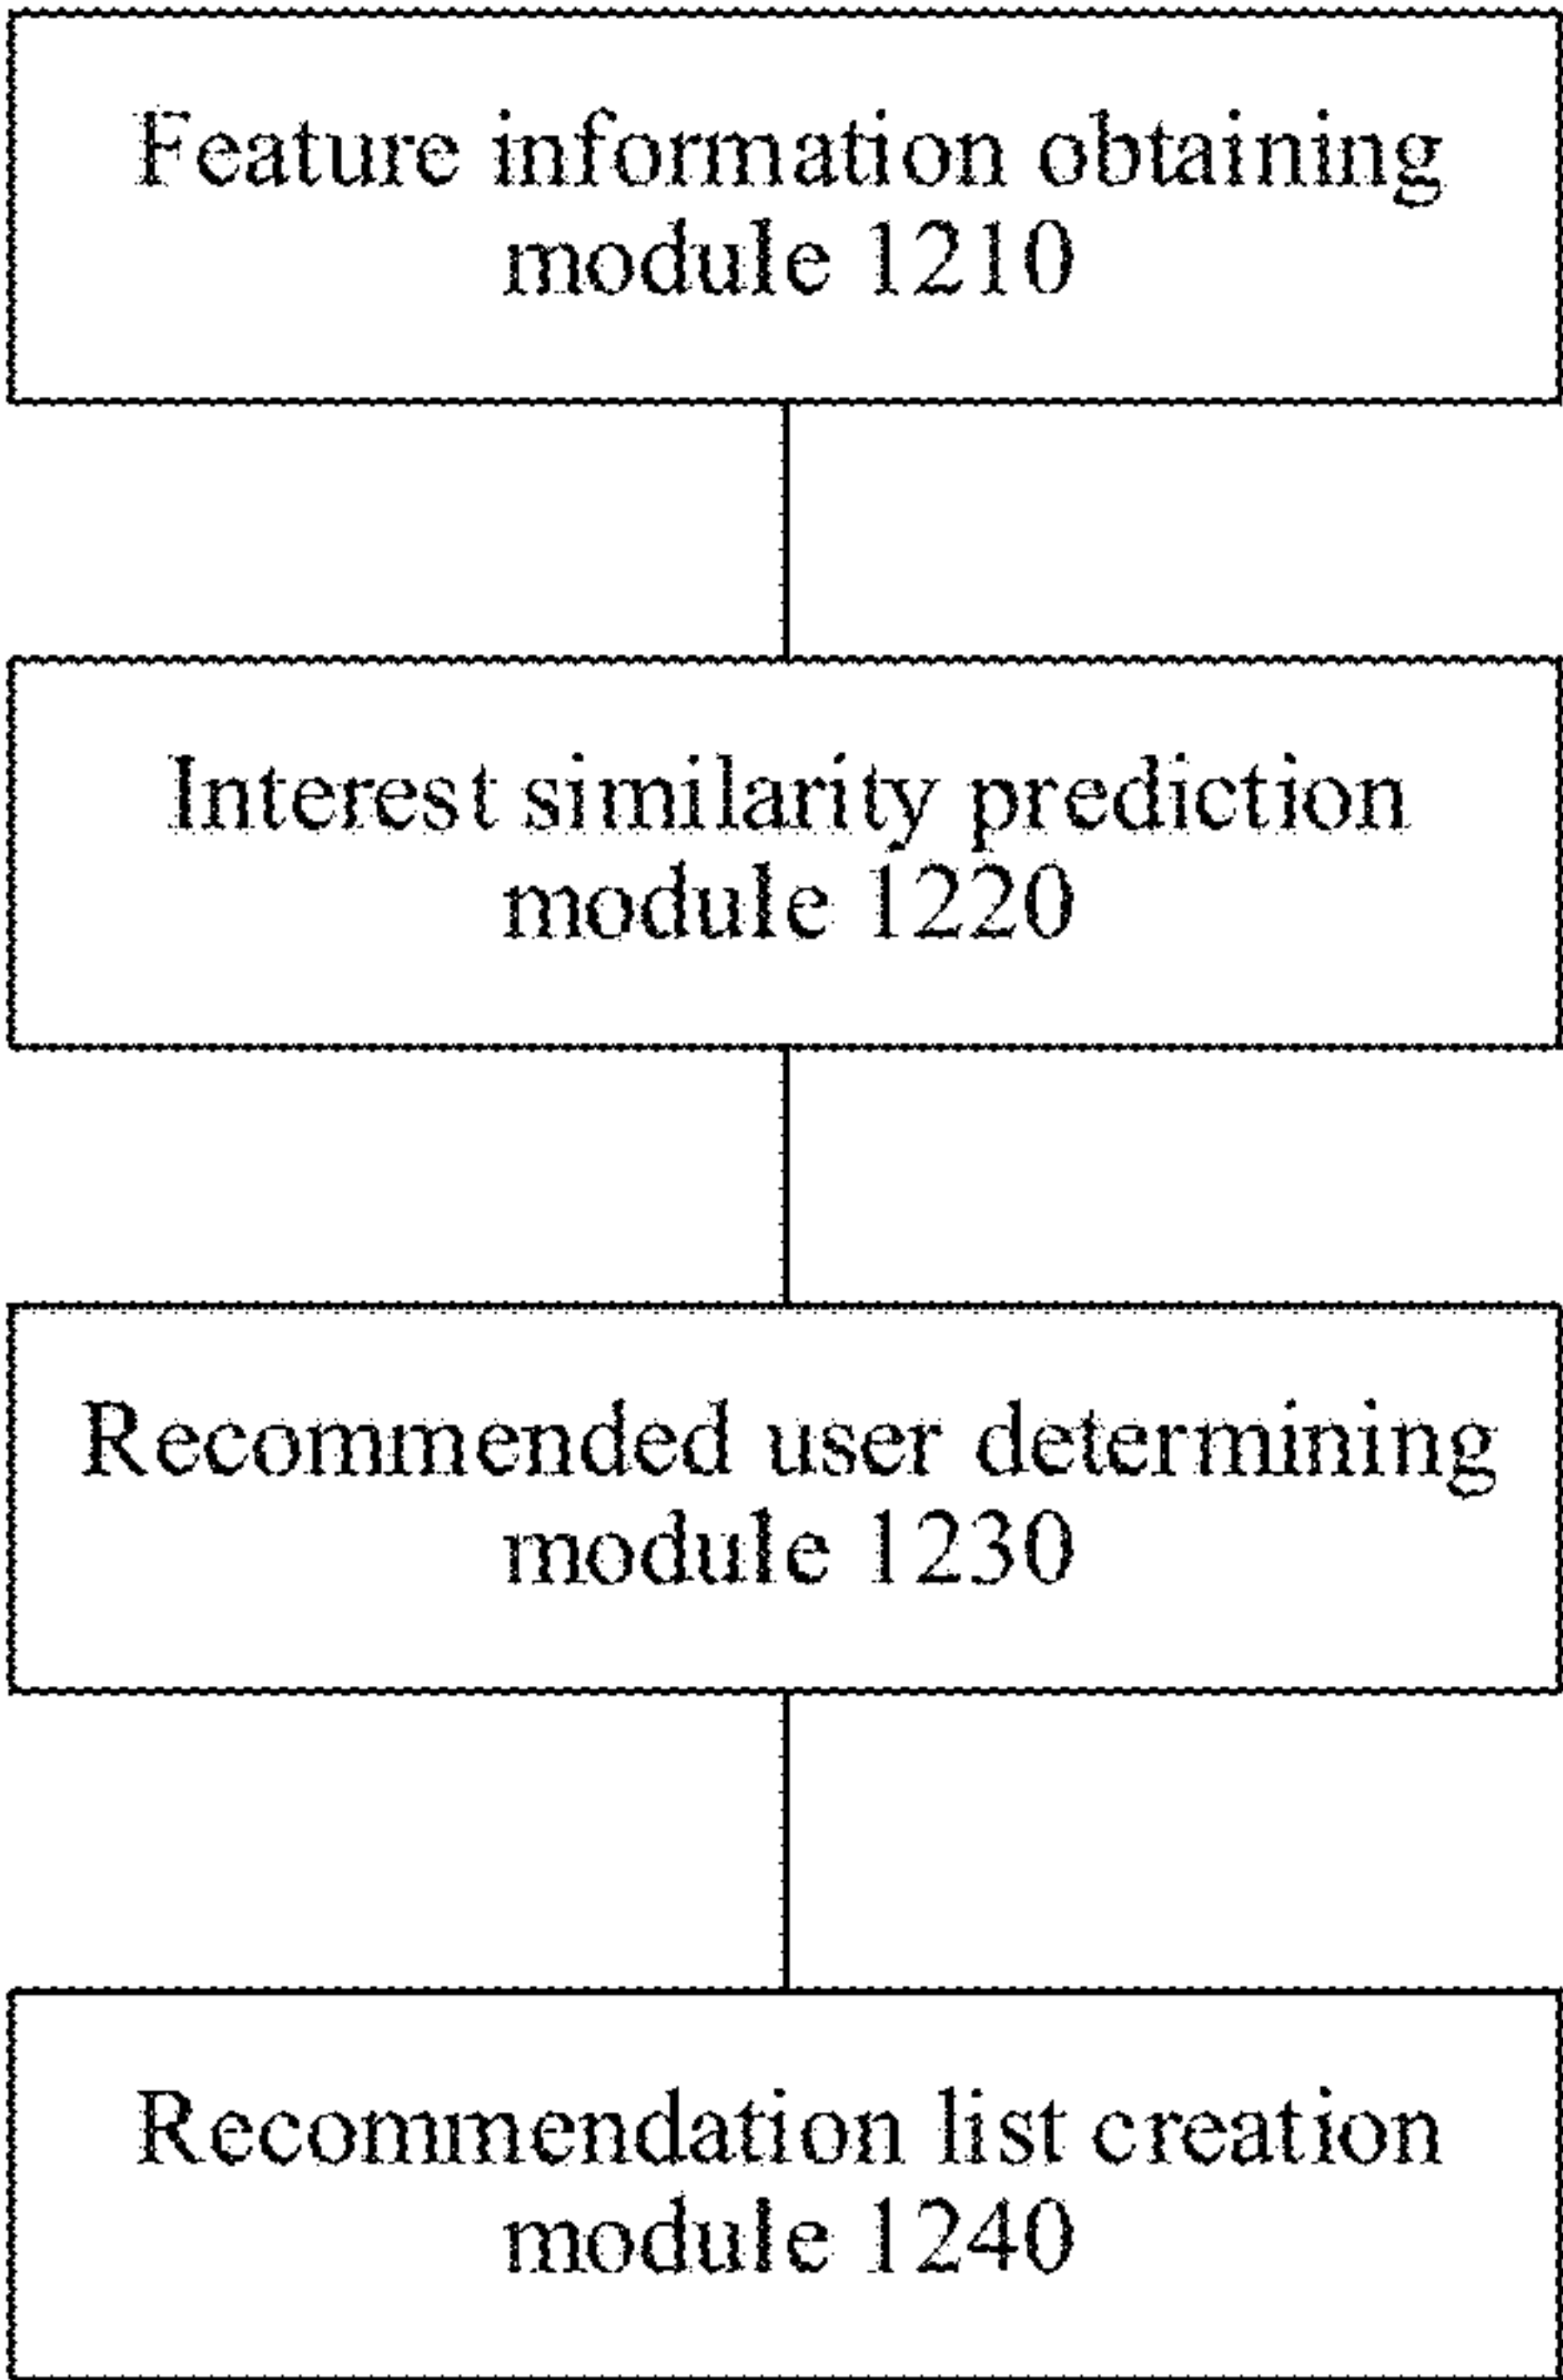 Feature information obtaining
module 1210
Interest similarity prediction
module 1220
Recommended user determining
module 1230
Recommendation list creation
module 1240